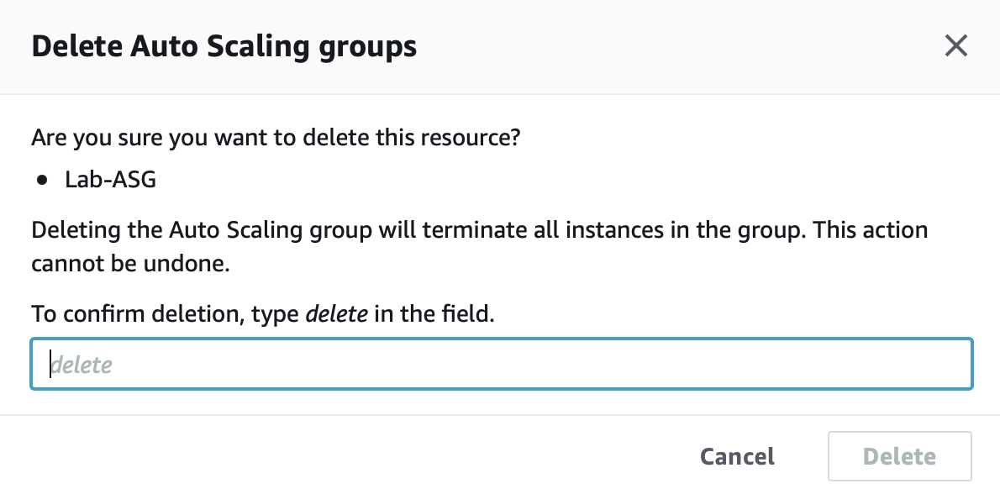 Delete Auto Scaling groups
Are you sure you want to delete this resource?
• Lab-ASG
Deleting the Auto Scaling group will terminate all instances in the group. This action
cannot be undone.
To confirm deletion, type delete in the field.
delete
Cancel
Delete